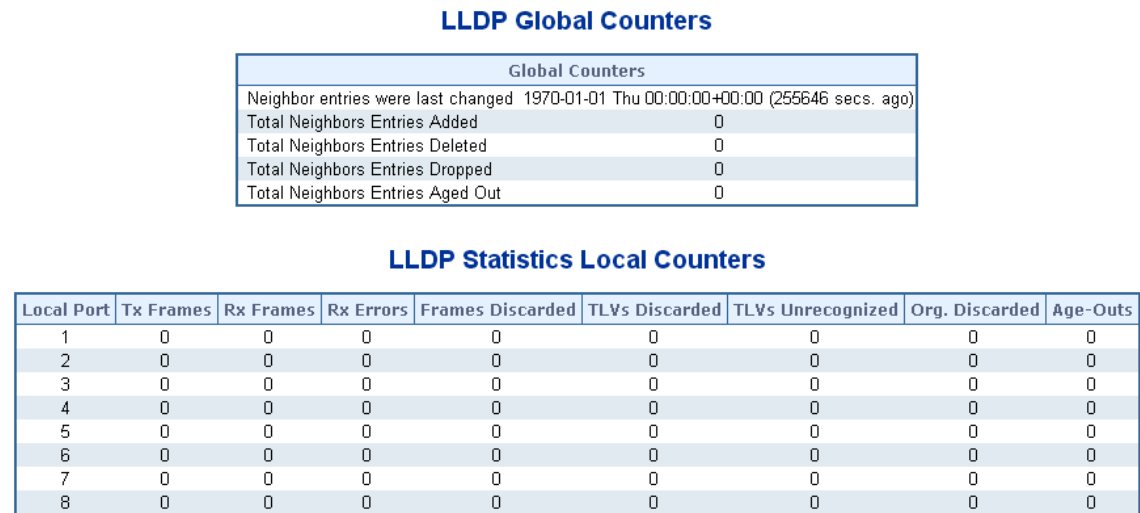 LLDP Global Counters
Global Counters
Neighbor entries were last changed 1970-01-01 Thu 00:00:00+00:00 (255646 secs. ago)
Total Neighbors Entries Added 0
Total Neighbors Entries Deleted 0
Total Neighbors Entries Dropped 0
Total Neighbors Entries Aged Out 0
LLDP Statistics Local Counters
Local Port Tx Frames Rx Frames Rx Errors Frames Discarded TLVs Discarded TLVs Unrecognized Org. Discarded Age-Outs
1 0 0 0 0 0 0 0 0
2 0 0 0 0 0 0 0 0
3 0 0 0 0 0 0 0 0
4 0 0 0 0 0 0 0 0
5 0 0 0 0 0 0 0 0
6 0 0 0 0 0 0 0 0
7 0 0 0 0 0 0 0 0
8 0 0 0 0 0 0 0 0